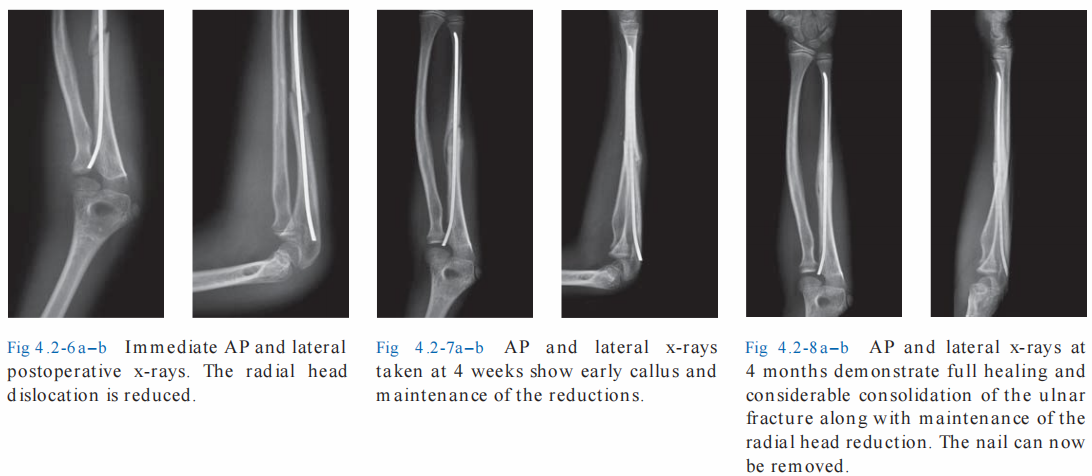 Fig 4.2-6a–b Immediate AP and lateral
postoperative x-rays. The radial head
dislocation is reduced.
Fig 4.2-7a–b AP and lateral x-rays
taken at 4 weeks show early callus and
maintenance of the reductions.
Fig 4.2-8a–b AP and lateral x-rays at
4 months demonstrate full healing and
considerable consolidation of the ulnar
fracture along with maintenance of the
radial head reduction. The nail can now
be removed.